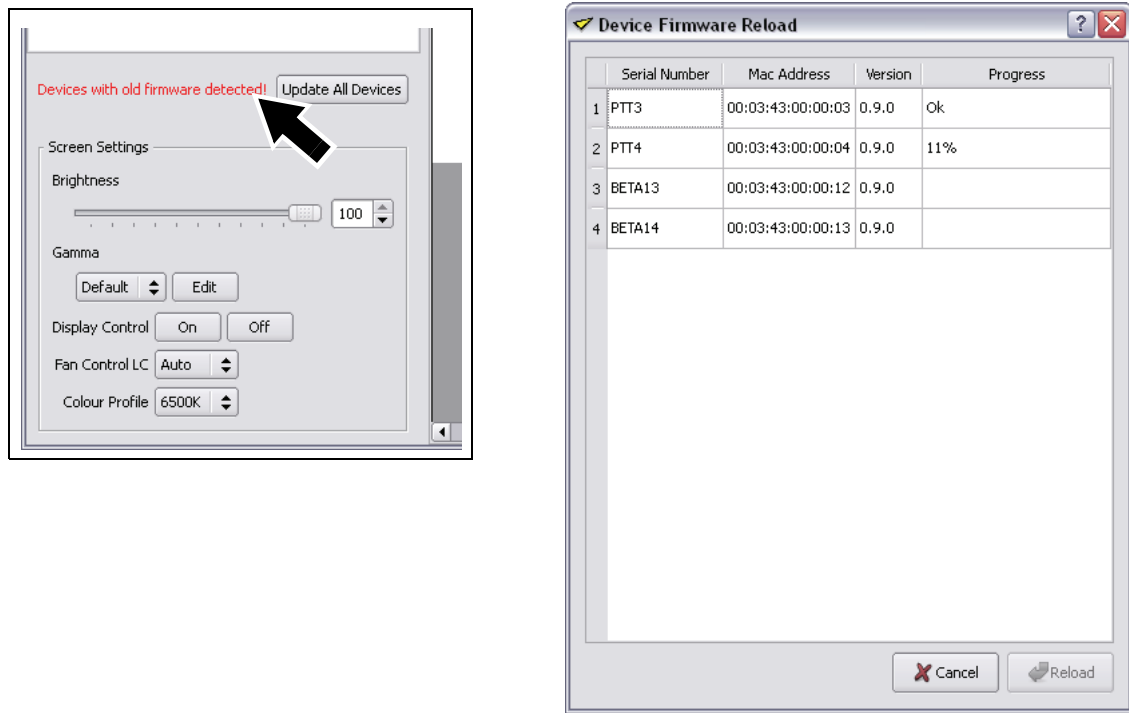 Devices with old firmware detected! Update All Devices
Screen Settings
Brightness
100
Gamma
Default Edit
Display Control On Off
Fan Control LC Auto
Colour Profile 6500K
Device Firmware Reload ?
Serial Number Mac Address Version Progress
1 PTT3 00:03:43:00:00:03 0.9.0 Ok
2 PTT4 00:03:43:00:00:04 0.9.0 11%
3 BETA13 00:03:43:00:00:12 0.9.0
4 BETA14 00:03:43:00:00:13 0.9.0
Cancel Reload